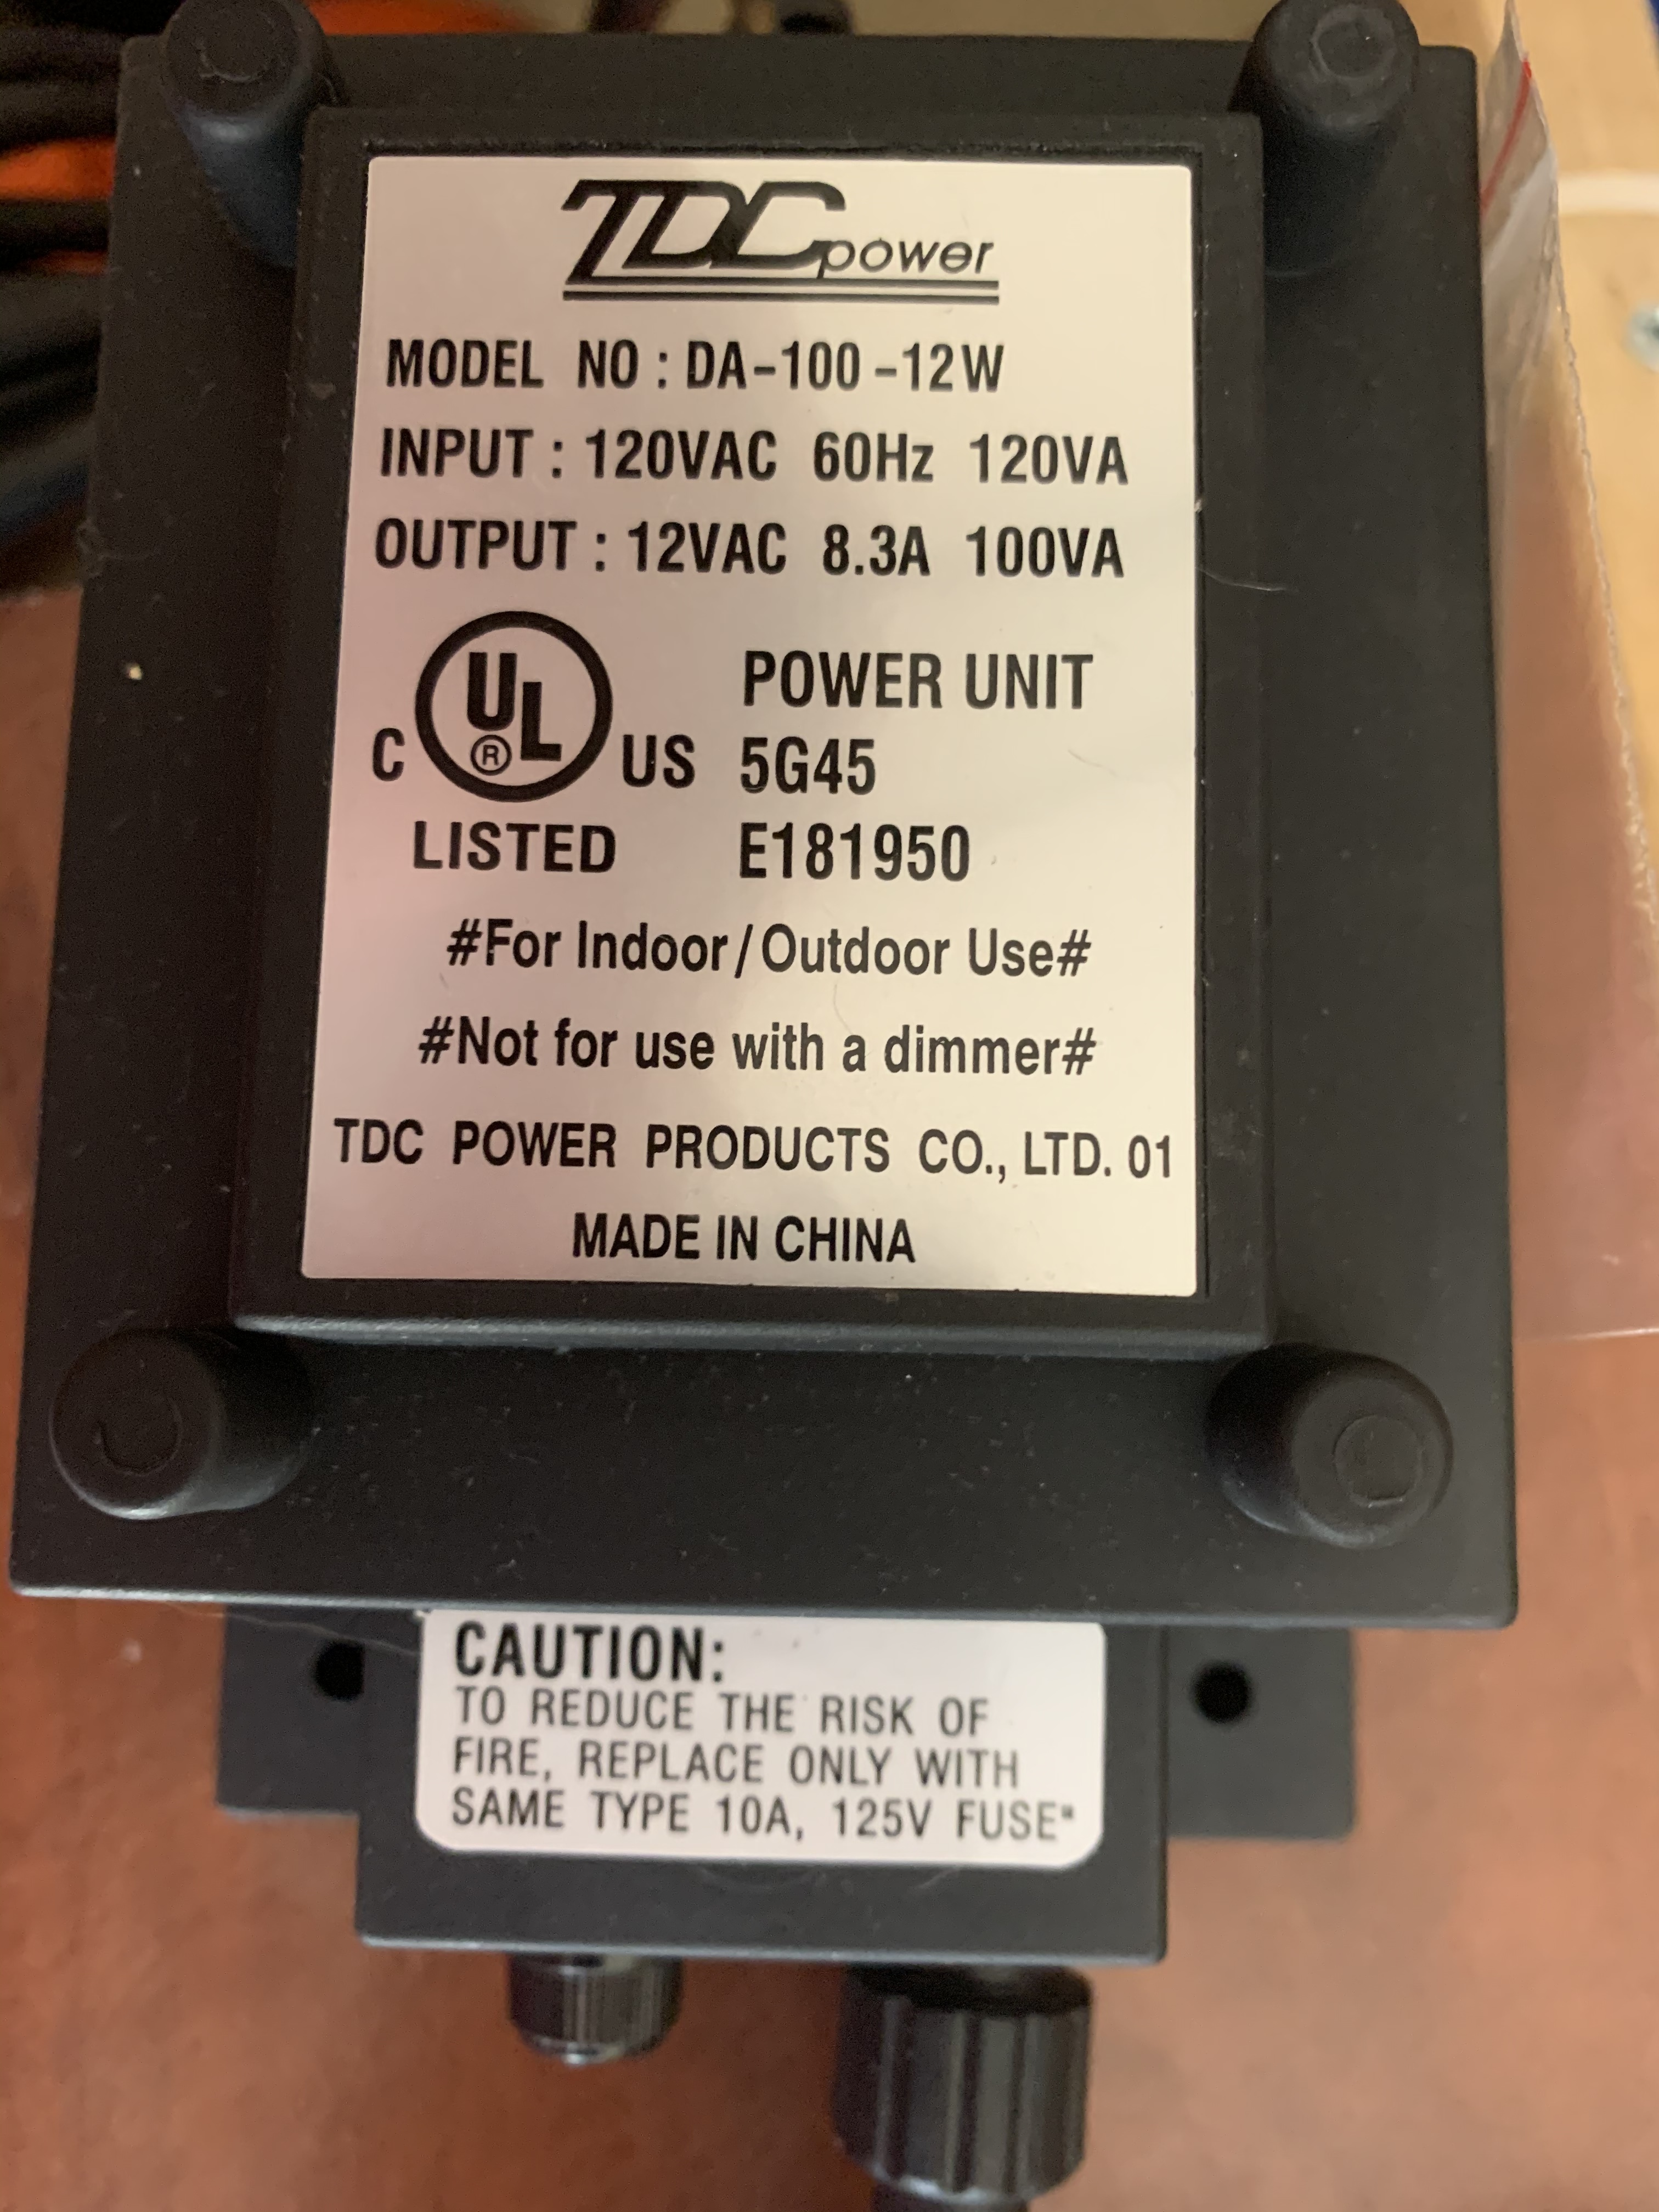 TDC power
MODEL NO : DA-100-12W
INPUT : 120VAC 60Hz 120VA
OUTPUT : 12VAC 8.3A 100VA
C UL ® US
LISTED
POWER UNIT
5G45
E181950
#For Indoor/Outdoor Use#
#Not for use with a dimmer#
TDC POWER PRODUCTS CO., LTD. 01
MADE IN CHINA
CAUTION:
TO REDUCE THE RISK OF
FIRE, REPLACE ONLY WITH
SAME TYPE 10A, 125V FUSE"